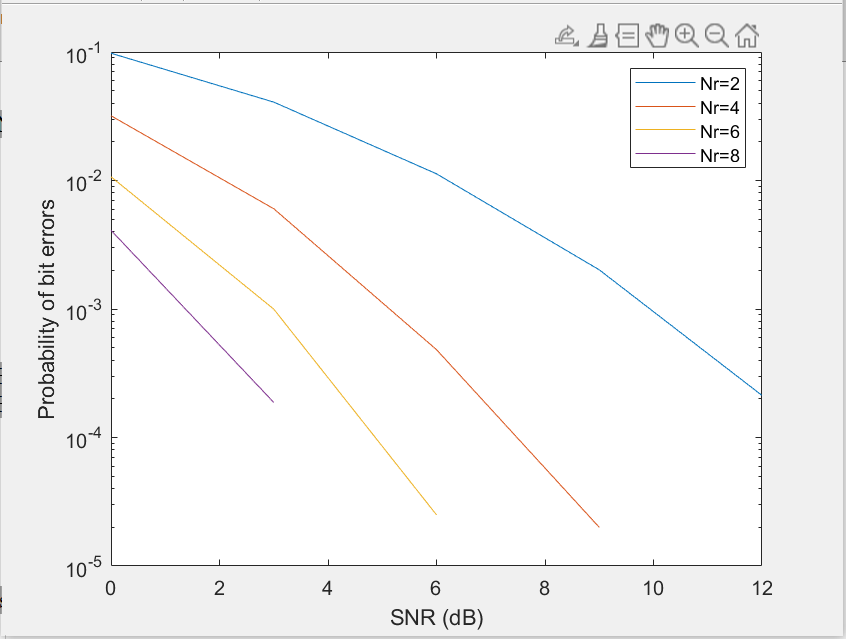 10^-1
10^-2
10^-3
10^-4
10^-5
Probability of bit errors
Nr=2
Nr=4
Nr=6
Nr=8
0 2 4 6 8 10 12
SNR (dB)